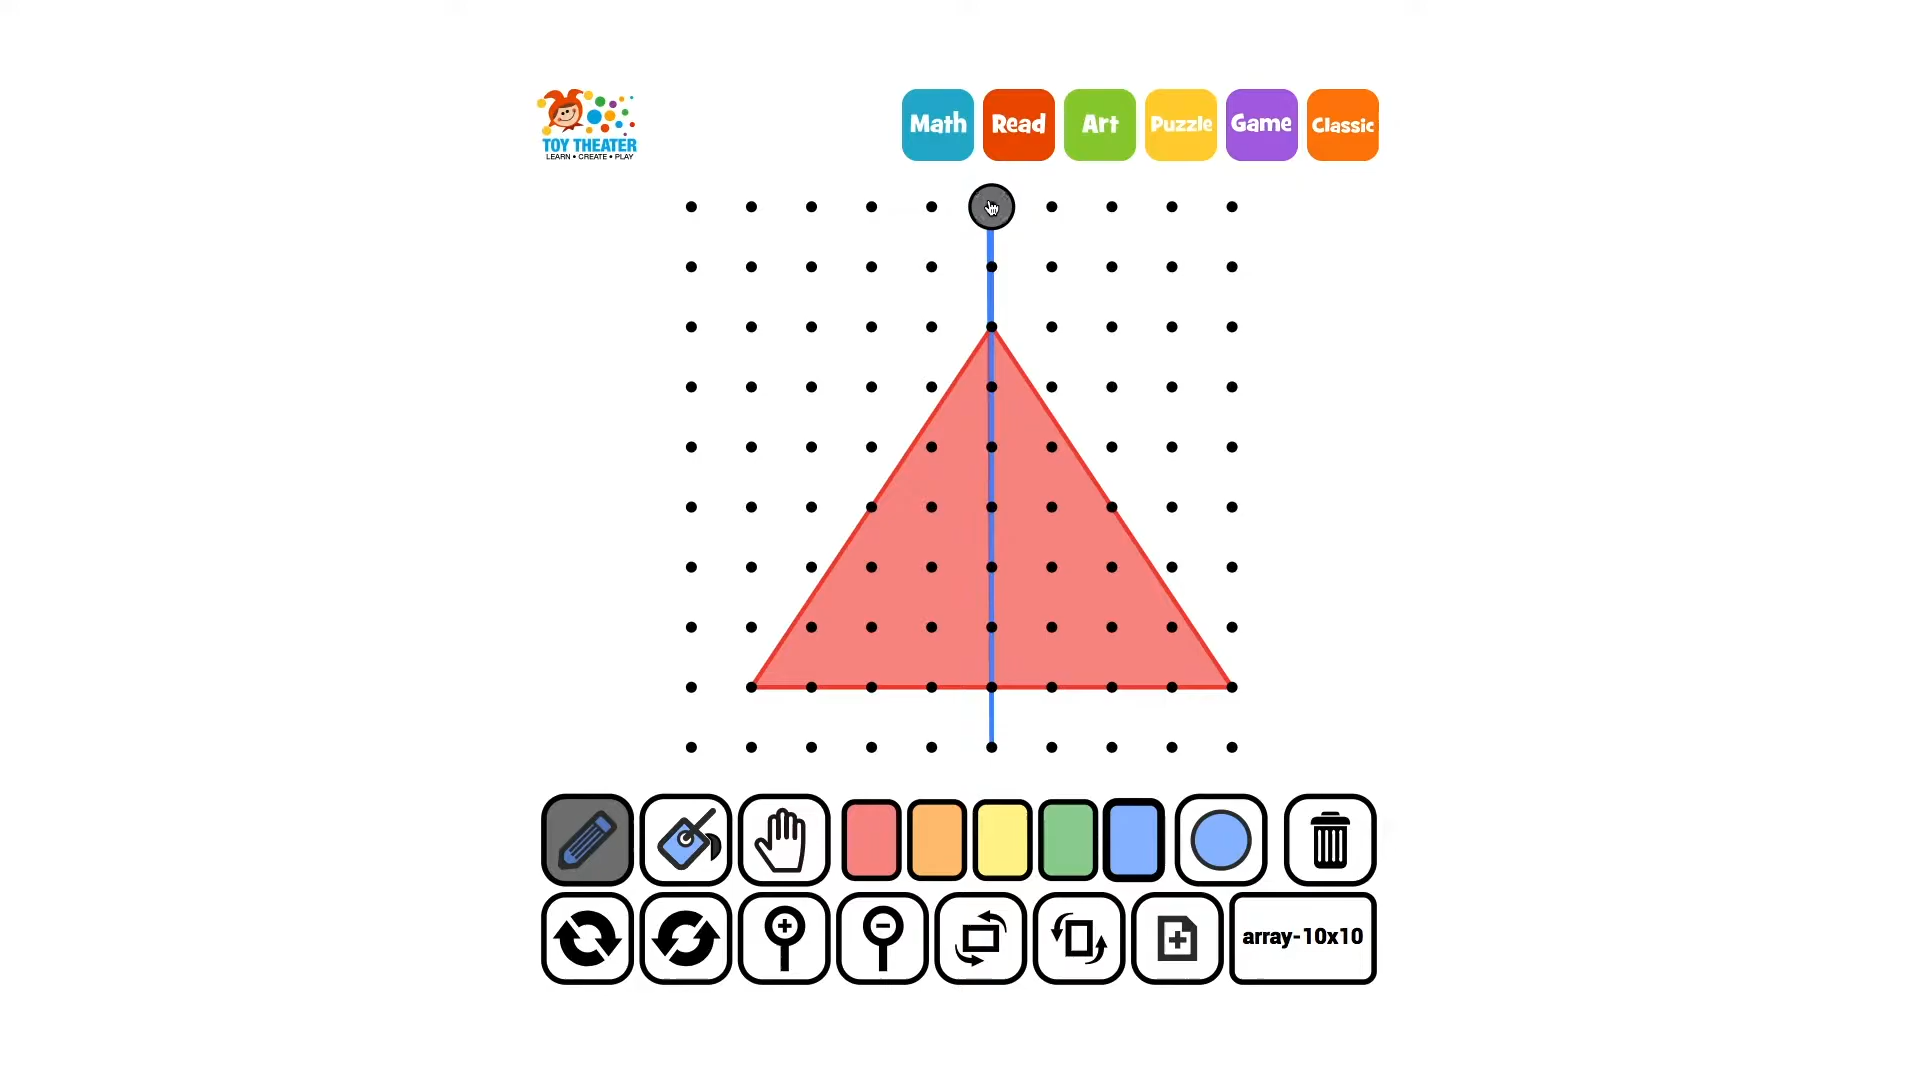 Math Read Art Puzzle Game Classic
TOY THEATER
LEARN • CREATE • PLAY
array-10x10